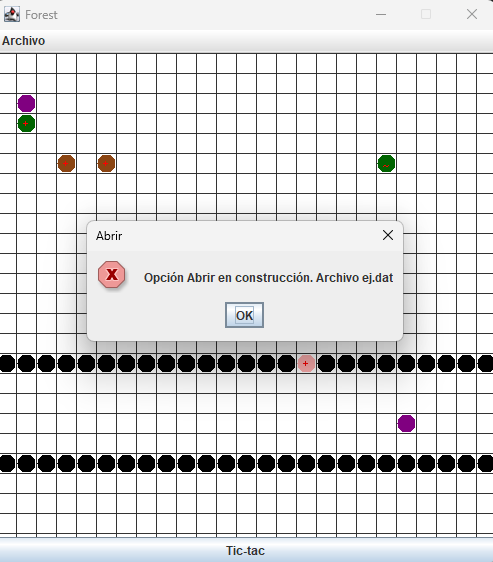 Forest
Archivo
Abrir
Opción Abrir en construcción. Archivo ej.dat
OK
Tic-tac